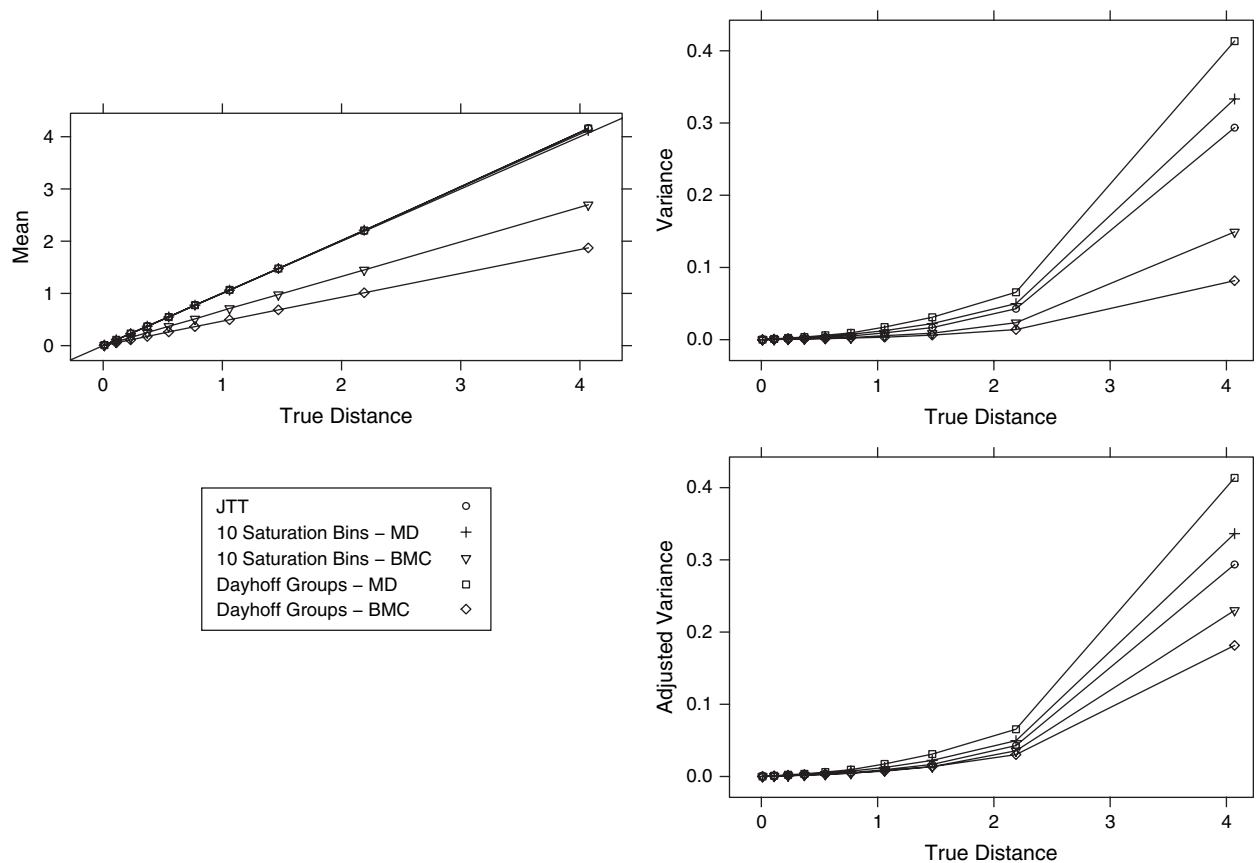 4
3
2
1
0
Mean
0 1 2 3 4
True Distance
0.4
0.3
0.2
0.1
0.0
Variance
0 1 2 3 4
True Distance
JTT
10 Saturation Bins – MD
10 Saturation Bins – BMC
Dayhoff Groups – MD
Dayhoff Groups – BMC
0.4
0.3
0.2
0.1
0.0
Adjusted Variance
0 1 2 3 4
True Distance